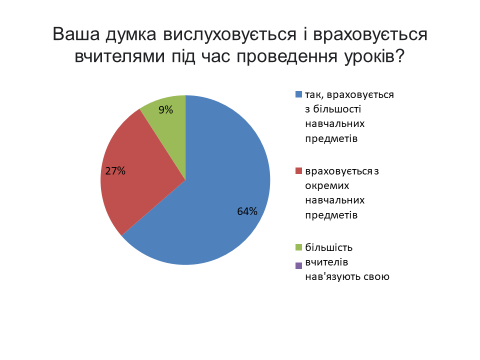 Ваша думка вислуховується і враховується
вчителями під час проведення уроків?
9%
27%
64%
так, враховується
з більшості
навчальних
предметів
враховується з
окремих
навчальних
предметів
більшість
вчителів
нав'язують свою